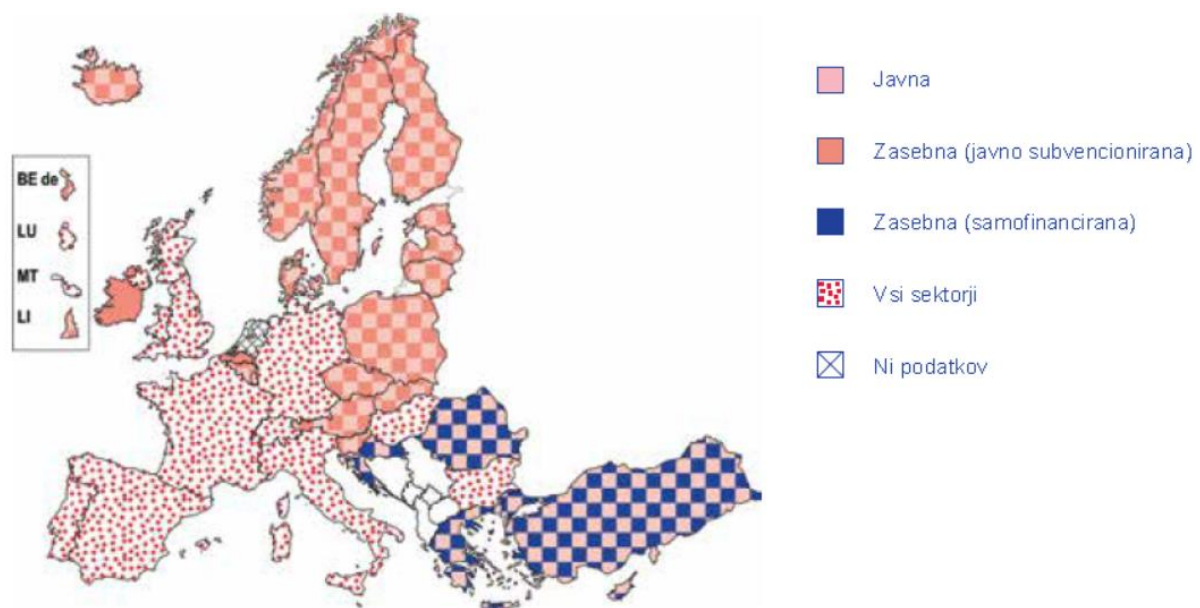 BE de
LU
MT
LI
Javna
Zasebna (javno subvencionirana)
Zasebna (samofinancirana)
Vsi sektorji
Ni podatkov